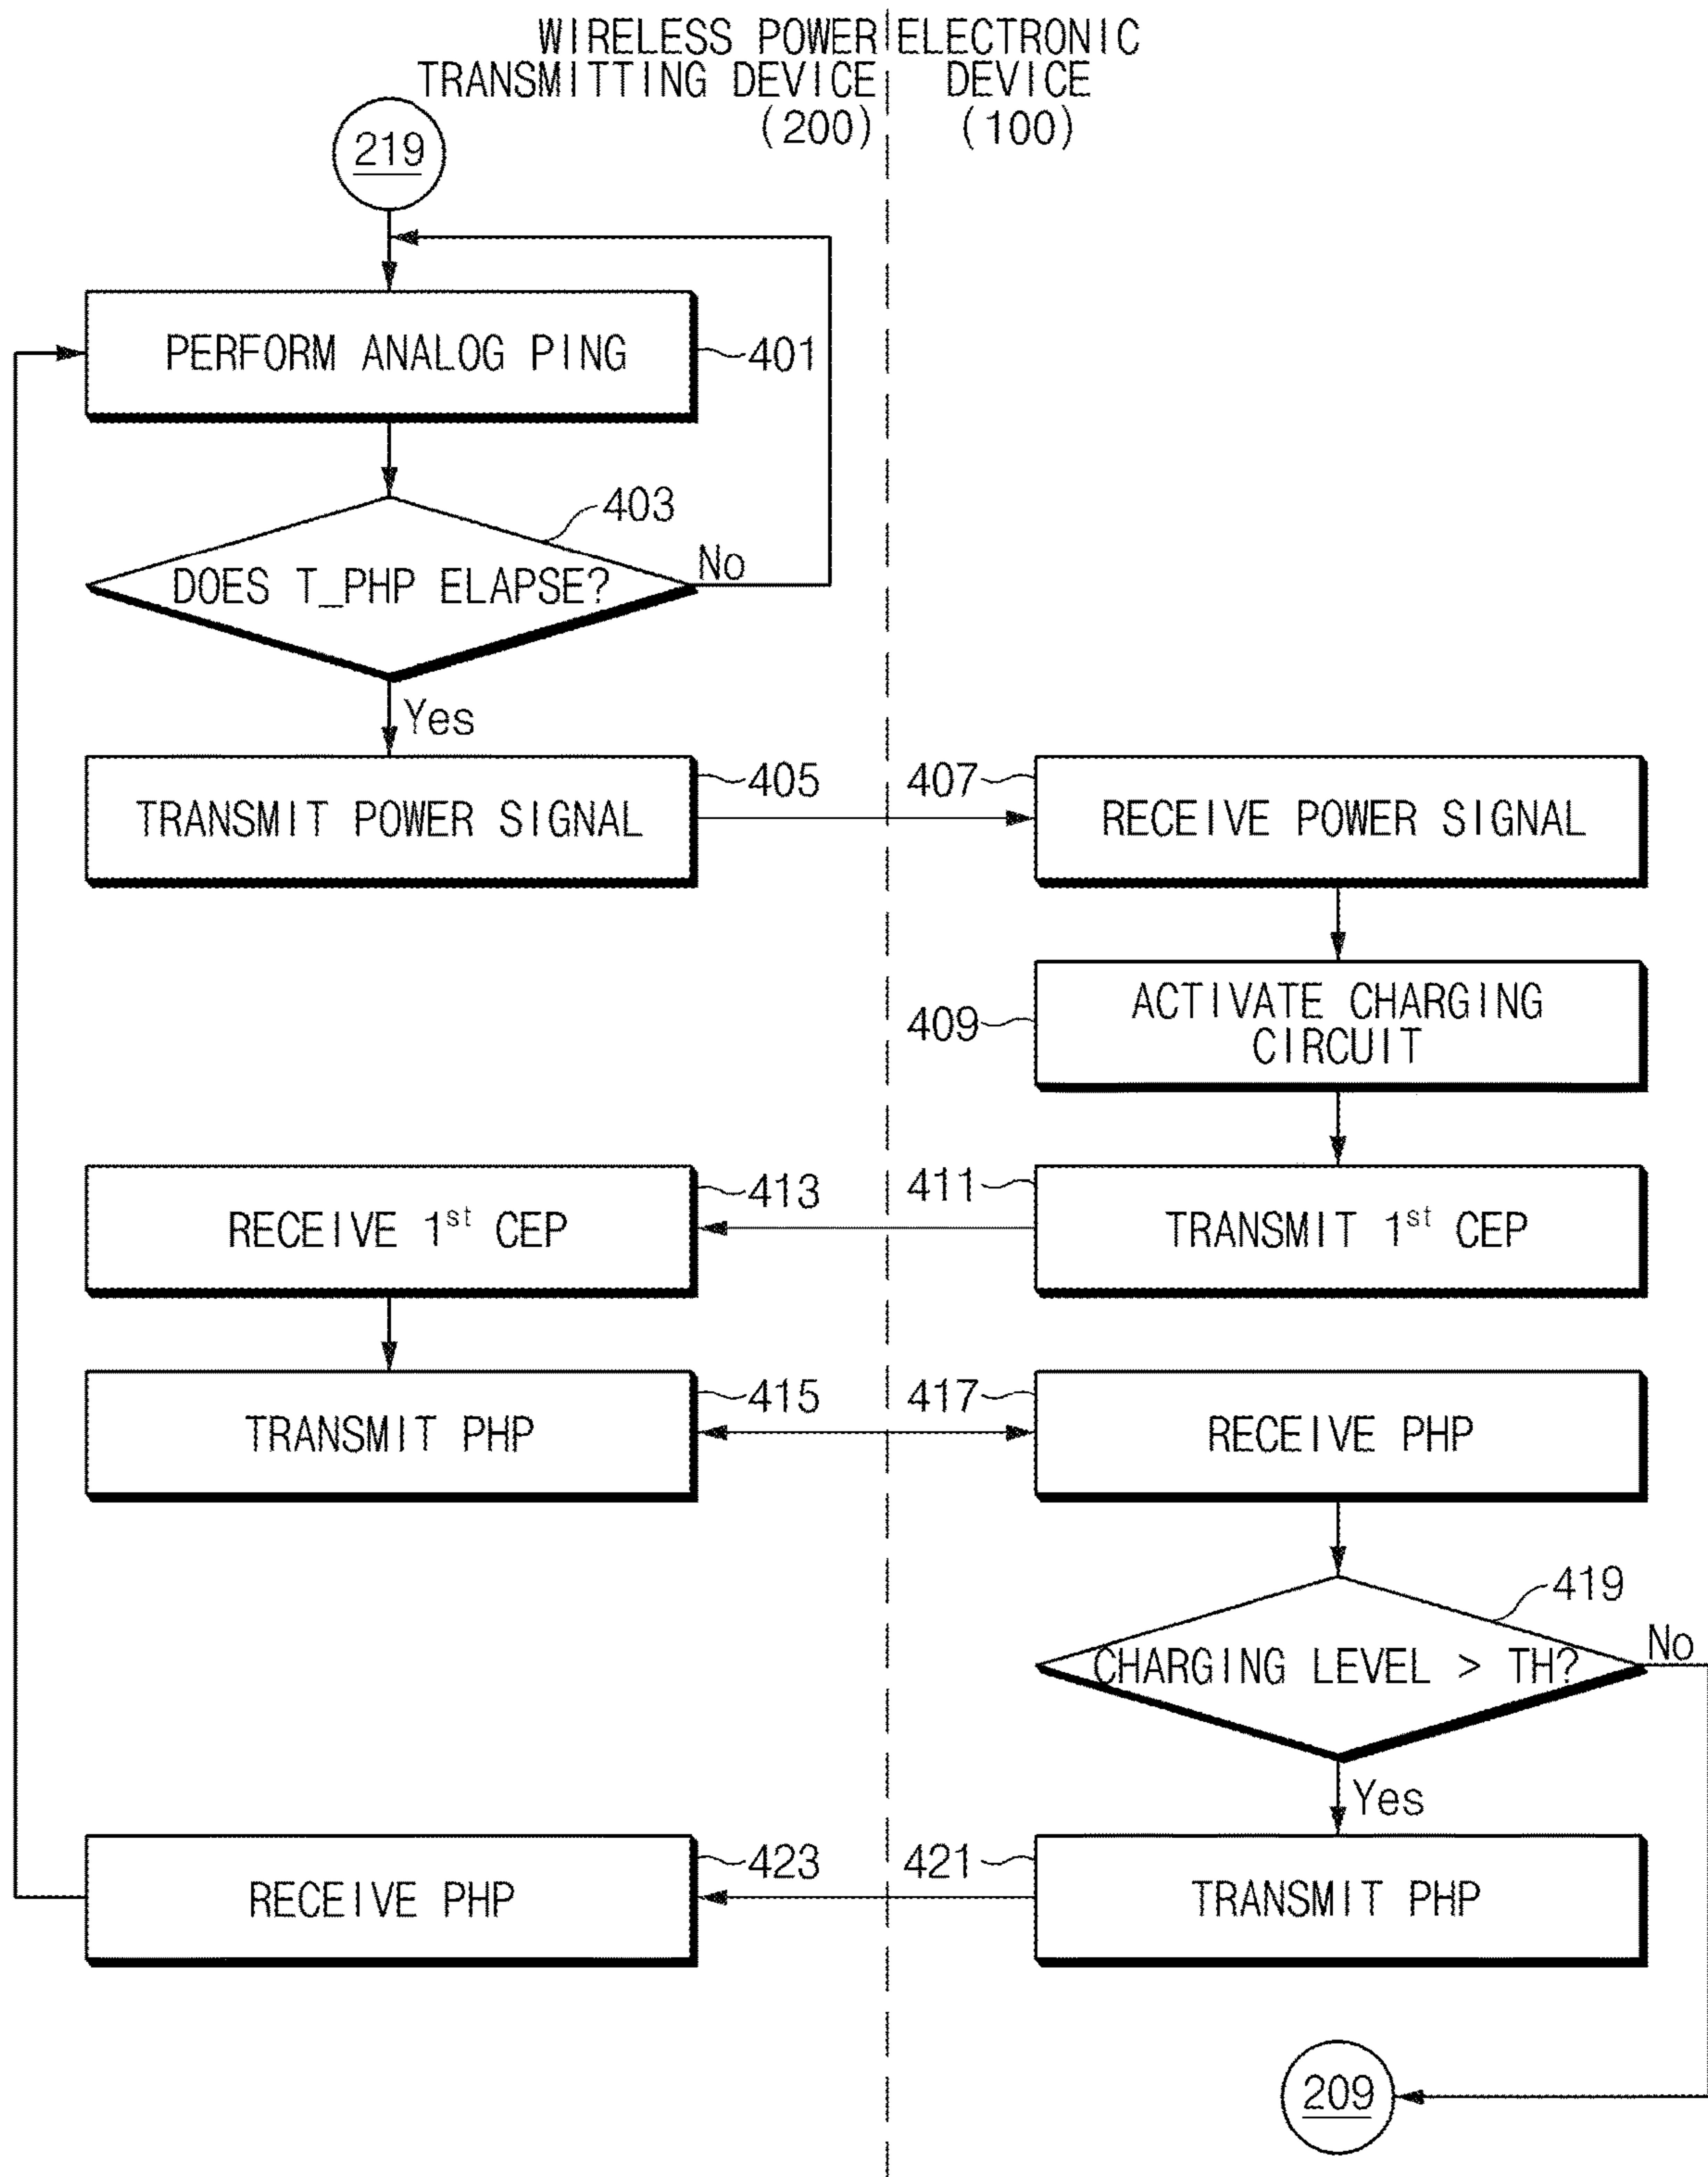 WIRELESS POWER
TRANSMITTING DEVICE
(200)
ELECTRONIC
DEVICE
(100)
219
PERFORM ANALOG PING
401
403
DOES T_PHP ELAPSE?
No
Yes
TRANSMIT POWER SIGNAL
405
407
RECEIVE POWER SIGNAL
409
ACTIVATE CHARGING
CIRCUIT
RECEIVE 1st CEP
413
411
TRANSMIT 1st CEP
TRANSMIT PHP
415
417
RECEIVE PHP
419
CHARGING LEVEL > TH?
No
Yes
RECEIVE PHP
423
421
TRANSMIT PHP
209